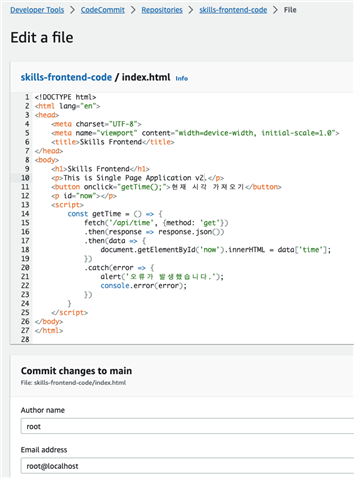 Developer Tools > CodeCommit > Repositories > skills-frontend-code > File
Edit a file
skills-frontend-code / index.html Info
1 <!DOCTYPE html>
2 <html lang="en">
3 <head>
4 <meta charset="UTF-8">
5 <meta name="viewport" content="width=device-width, initial-scale=1.0">
6 <title>Skills Frontend</title>
7 </head>
8 <body>
9 <h1>Skills Frontend</h1>
10 <p>This is Single Page Application v2.</p>
11 <button onclick="getTime();">현재 시각 가져오기</button>
12 <p id="now"></p>
13 <script>
14 const getTime = () => {
15 fetch('/api/time', {method: 'get'})
16 .then(response => response.json())
17 .then(data => {
18 document.getElementById('now').innerHTML = data['time'];
19 })
20 .catch(error => {
21 alert('오류가 발생했습니다.');
22 console.error(error);
23 })
24 }
25 </script>
26 </body>
27 </html>
28
Commit changes to main
File: skills-frontend-code/index.html
Author name
root
Email address
root@localhost